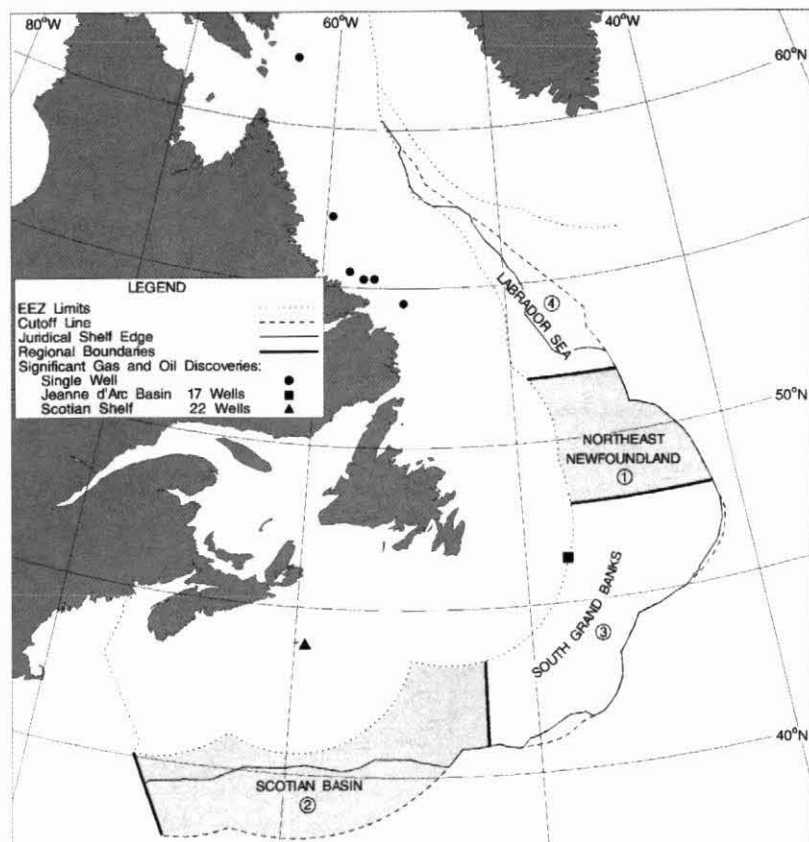 80°W
60°W
40°W
60°N
LEGEND
EEZ Limits
Cutoff Line
Juridical Shelf Edge
Regional Boundaries
Significant Gas and Oil Discoveries:
Single Well
Jeanne d'Arc Basin 17 Wells
Scotian Shelf 22 Wells
④
LABRADOR SEA
50°N
NORTHEAST
NEWFOUNDLAND
①
SOUTH GRAND BANKS
③
40°N
SCOTIAN BASIN
②